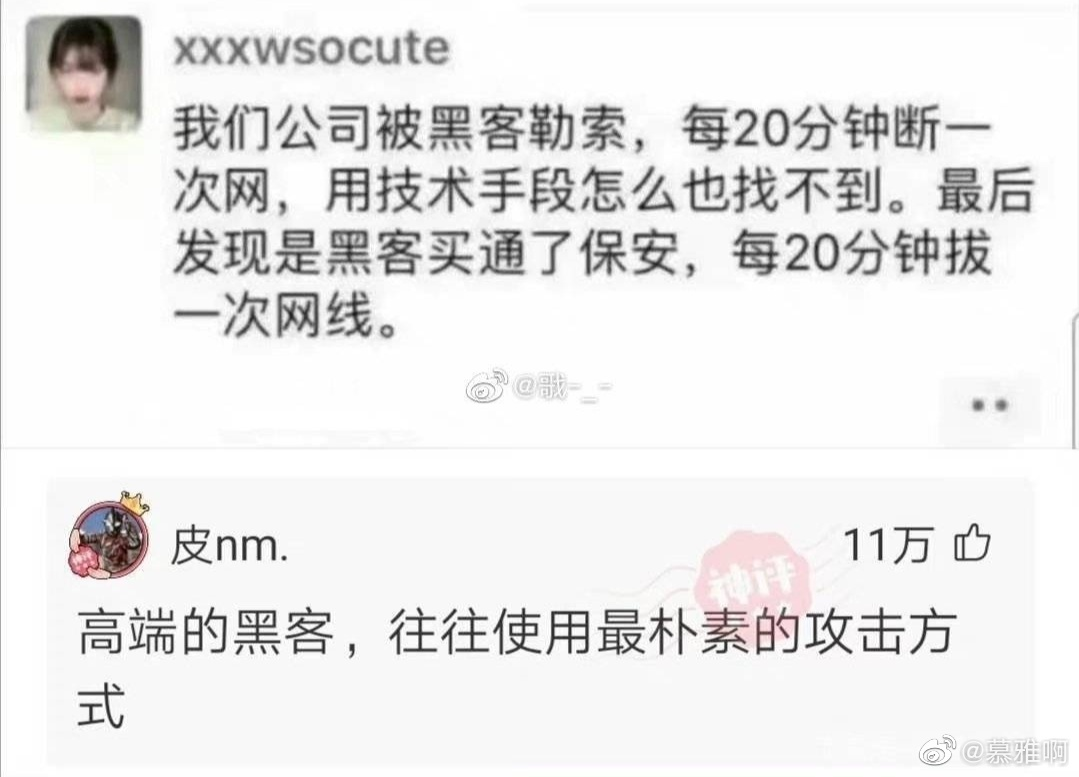 xxxwsocute
我们公司被黑客勒索，每20分钟断一
次网，用技术手段怎么也找不到。最后
发现是黑客买通了保安，每20分钟拔
一次网线。
@歌-_-
皮nm.
11万
神评
高端的黑客，往往使用最朴素的攻击方
式
@慕雅啊